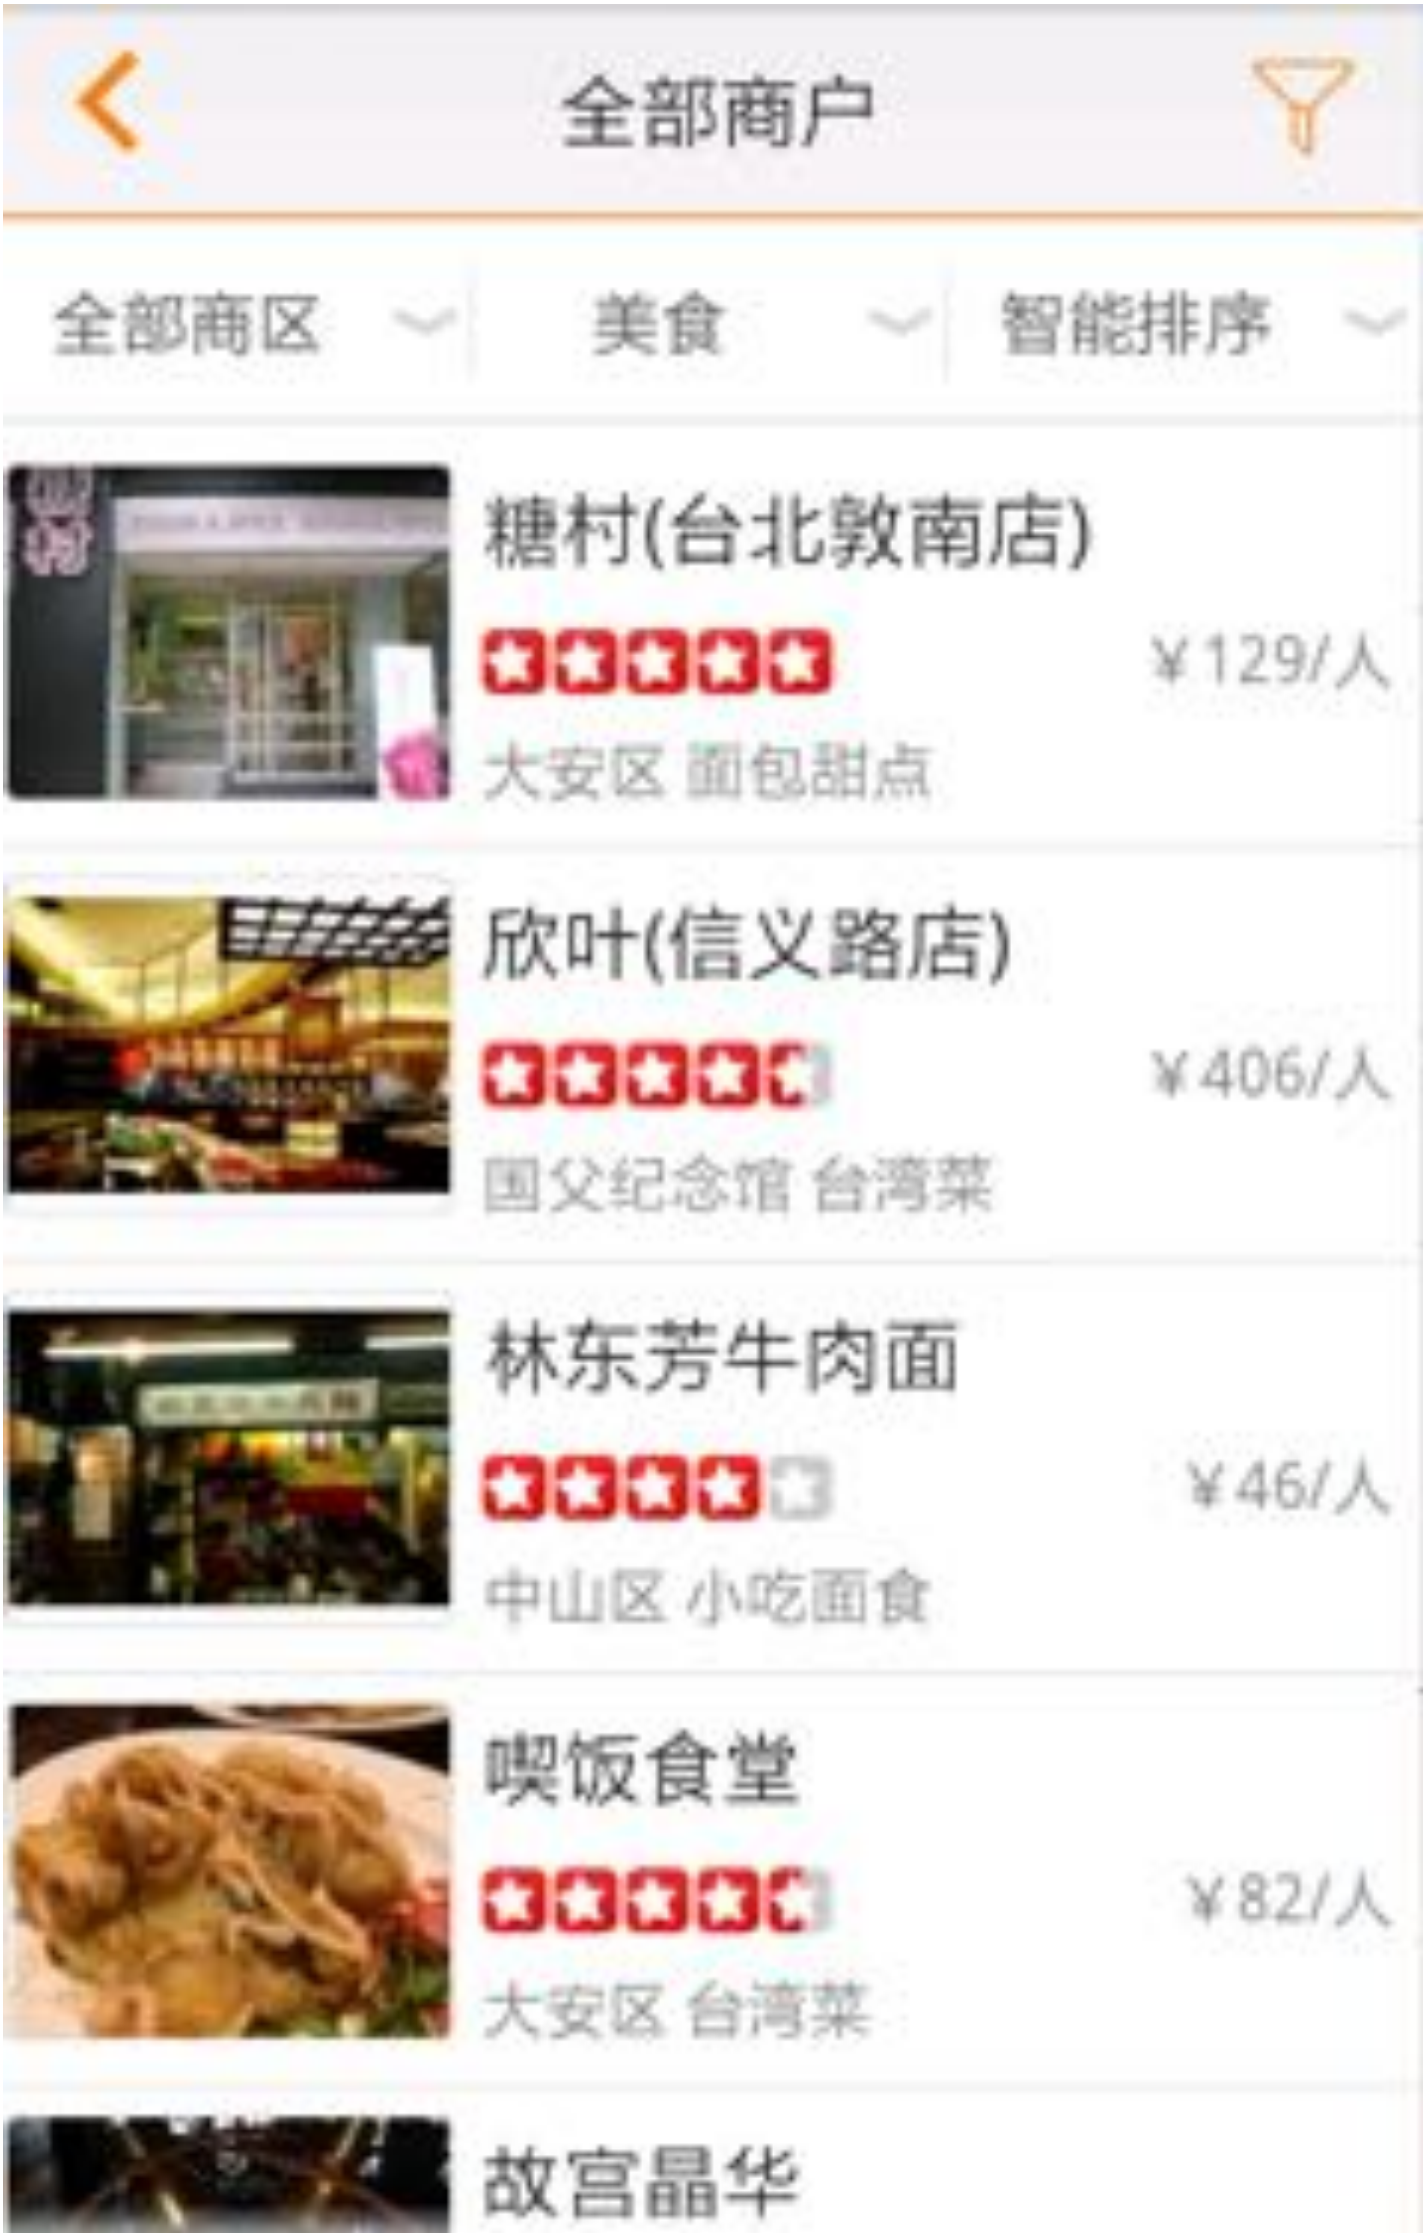 全部商户
全部商区 美食 智能排序
糖村(台北敦南店)
¥129/人
大安区 面包甜点
欣叶(信义路店)
¥406/人
国父纪念馆 台湾菜
林东芳牛肉面
¥46/人
中山区 小吃面食
喫饭食堂
¥82/人
大安区 台湾菜
故宫晶华